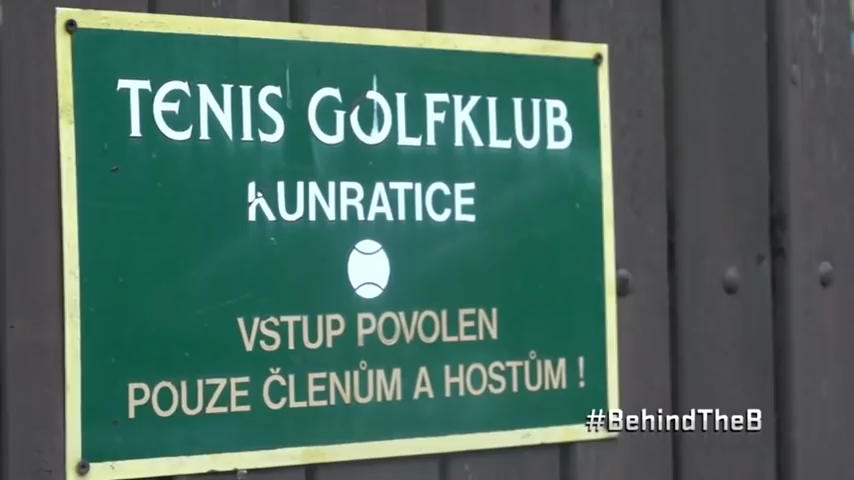 TENIS GOLFKLUB
KUNRATICE
VSTUP POVOLEN
POUZE ČLENŮM A HOSTŮM !
#BehindTheB